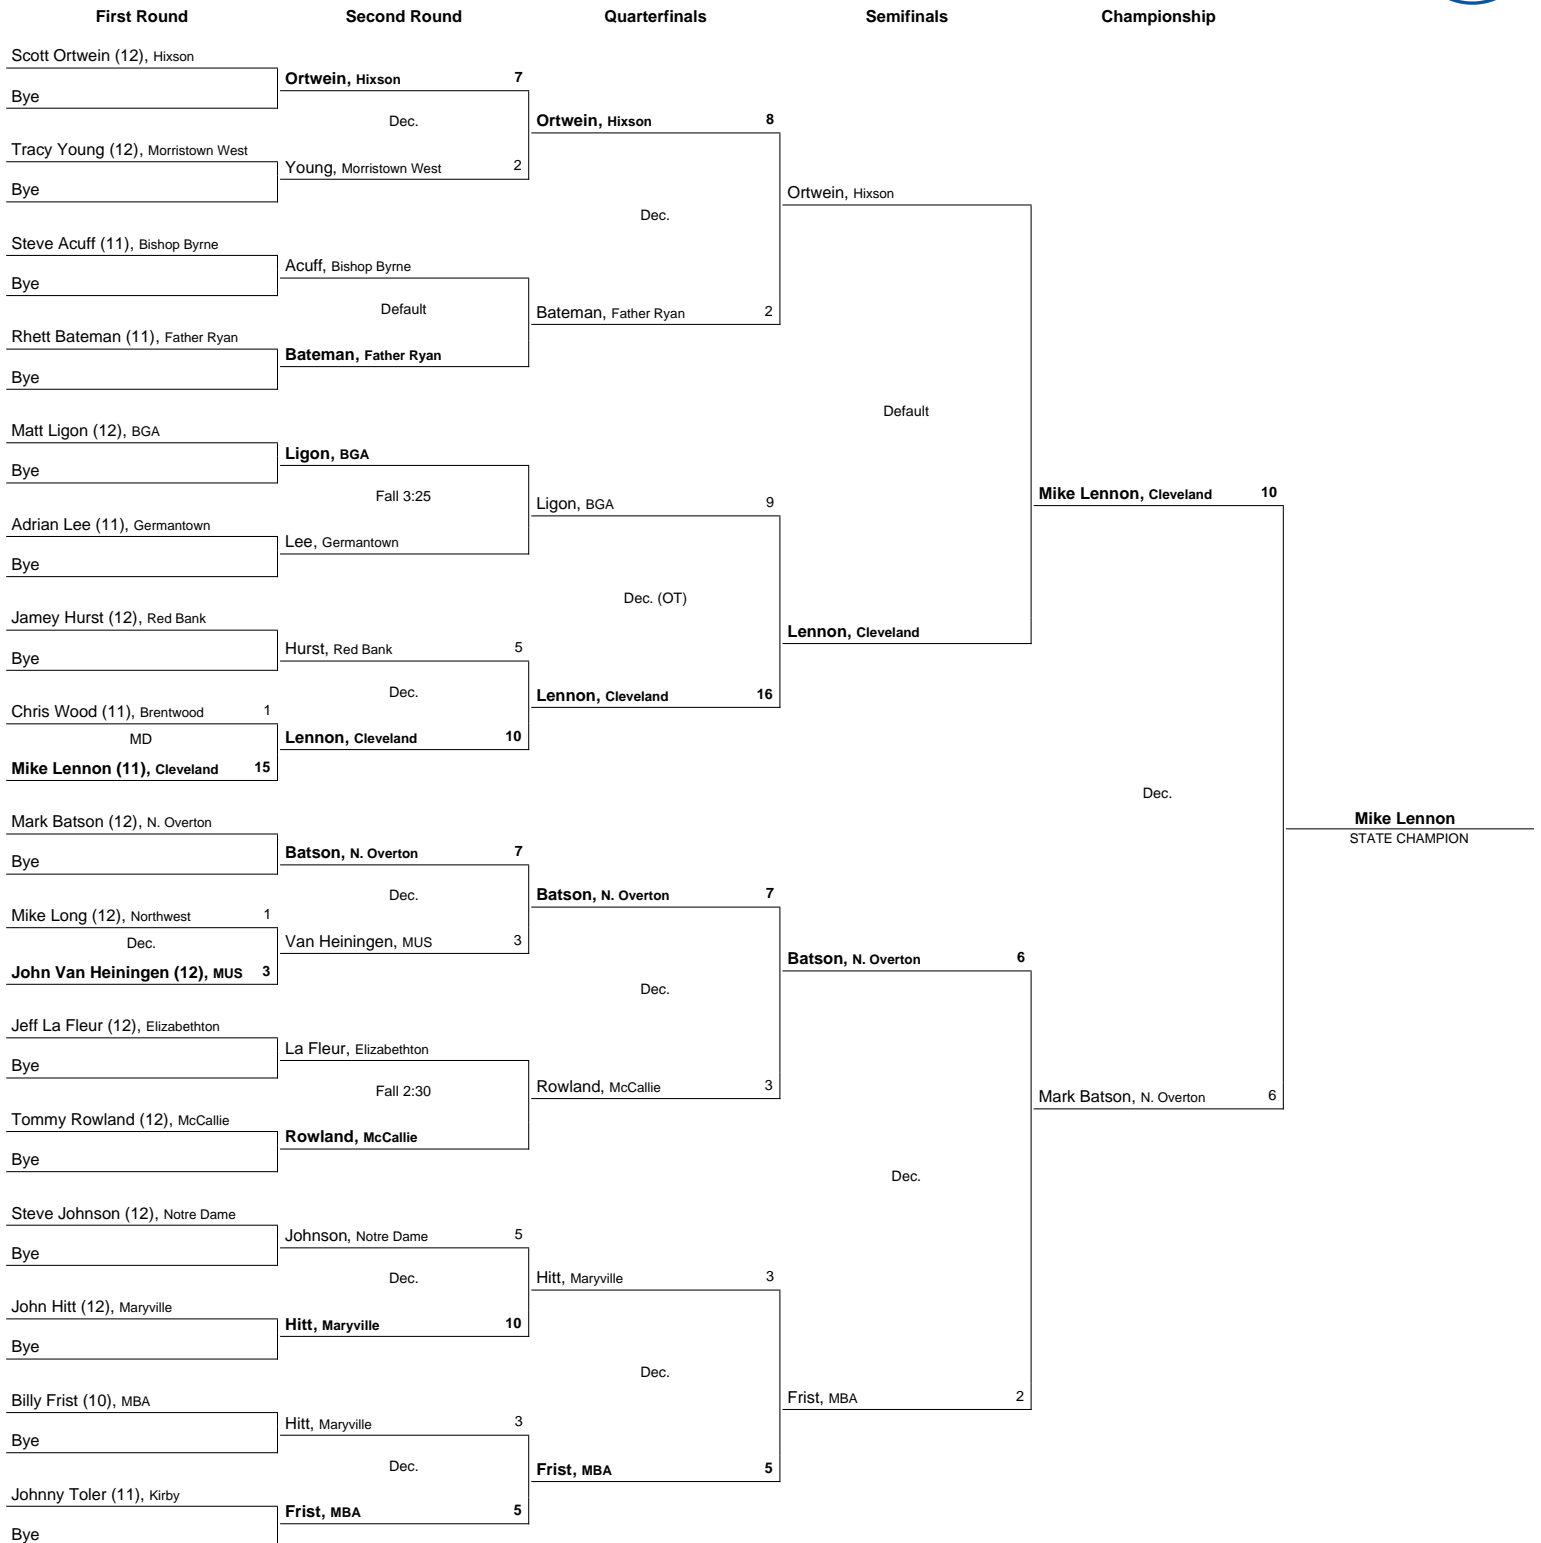 First Round Second Round Quarterfinals Semifinals Championship
Scott Ortwein (12), Hixson
Ortwein, Hixson 7
Bye
Dec.
Ortwein, Hixson 8
Tracy Young (12), Morristown West
Young, Morristown West 2
Bye
Ortwein, Hixson
Dec.
Steve Acuff (11), Bishop Byrne
Acuff, Bishop Byrne
Bye
Default
Bateman, Father Ryan 2
Rhett Bateman (11), Father Ryan
Bateman, Father Ryan
Bye
Default
Matt Ligon (12), BGA
Ligon, BGA
Bye
Fall 3:25
Mike Lennon, Cleveland 10
Ligon, BGA 9
Adrian Lee (11), Germantown
Lee, Germantown
Bye
Dec. (OT)
Jamey Hurst (12), Red Bank
Lennon, Cleveland
Hurst, Red Bank 5
Bye
Dec.
Lennon, Cleveland 16
Chris Wood (11), Brentwood 1
MD
Lennon, Cleveland 10
Mike Lennon (11), Cleveland 15
Dec.
Mark Batson (12), N. Overton
Mike Lennon
STATE CHAMPION
Batson, N. Overton 7
Bye
Dec.
Batson, N. Overton 7
Mike Long (12), Northwest 1
Dec.
Van Heiningen, MUS 3
Batson, N. Overton 6
John Van Heiningen (12), MUS 3
Dec.
Jeff La Fleur (12), Elizabethton
La Fleur, Elizabethton
Bye
Fall 2:30
Rowland, McCallie 3
Mark Batson, N. Overton 6
Tommy Rowland (12), McCallie
Rowland, McCallie
Bye
Dec.
Steve Johnson (12), Notre Dame
Johnson, Notre Dame 5
Bye
Dec.
Hitt, Maryville 3
John Hitt (12), Maryville
Hitt, Maryville 10
Bye
Dec.
Billy Frist (10), MBA
Frist, MBA 2
Hitt, Maryville 3
Bye
Dec.
Frist, MBA 5
Johnny Toler (11), Kirby
Frist, MBA 5
Bye